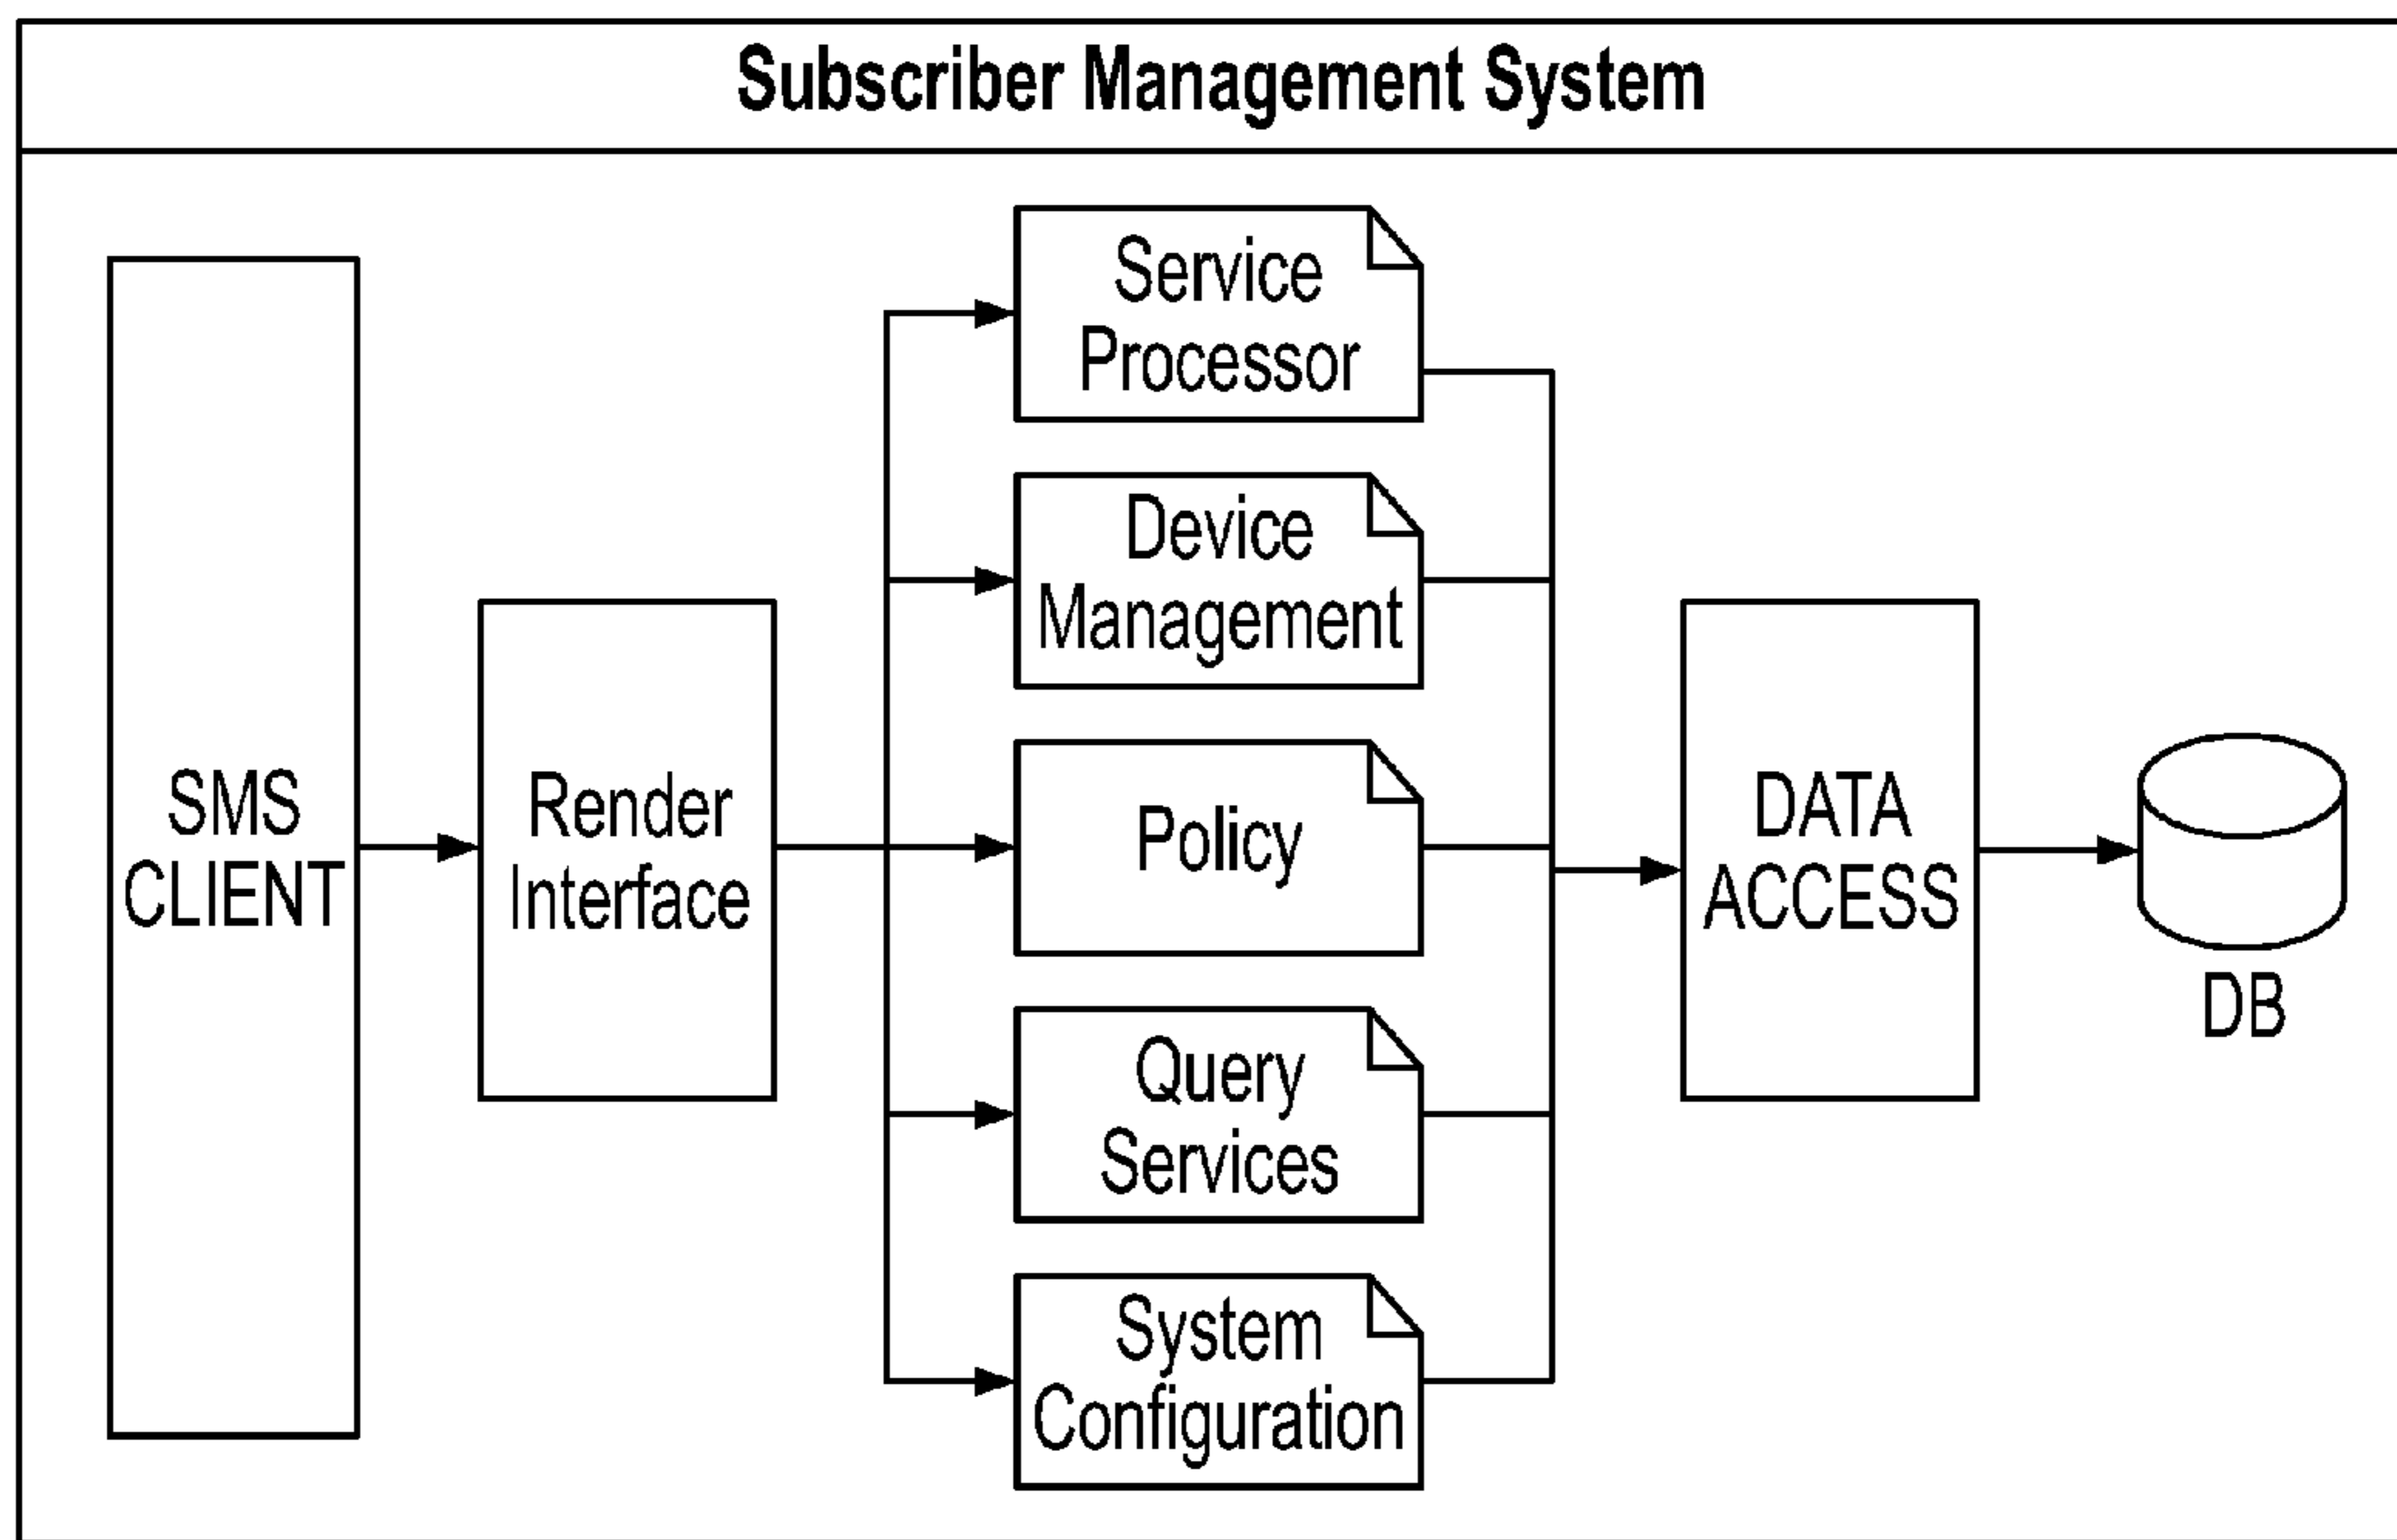 Subscriber Management System
SMS
CLIENT
Render
Interface
Service
Processor
Device
Management
Policy
Query
Services
System
Configuration
DATA
ACCESS
DB